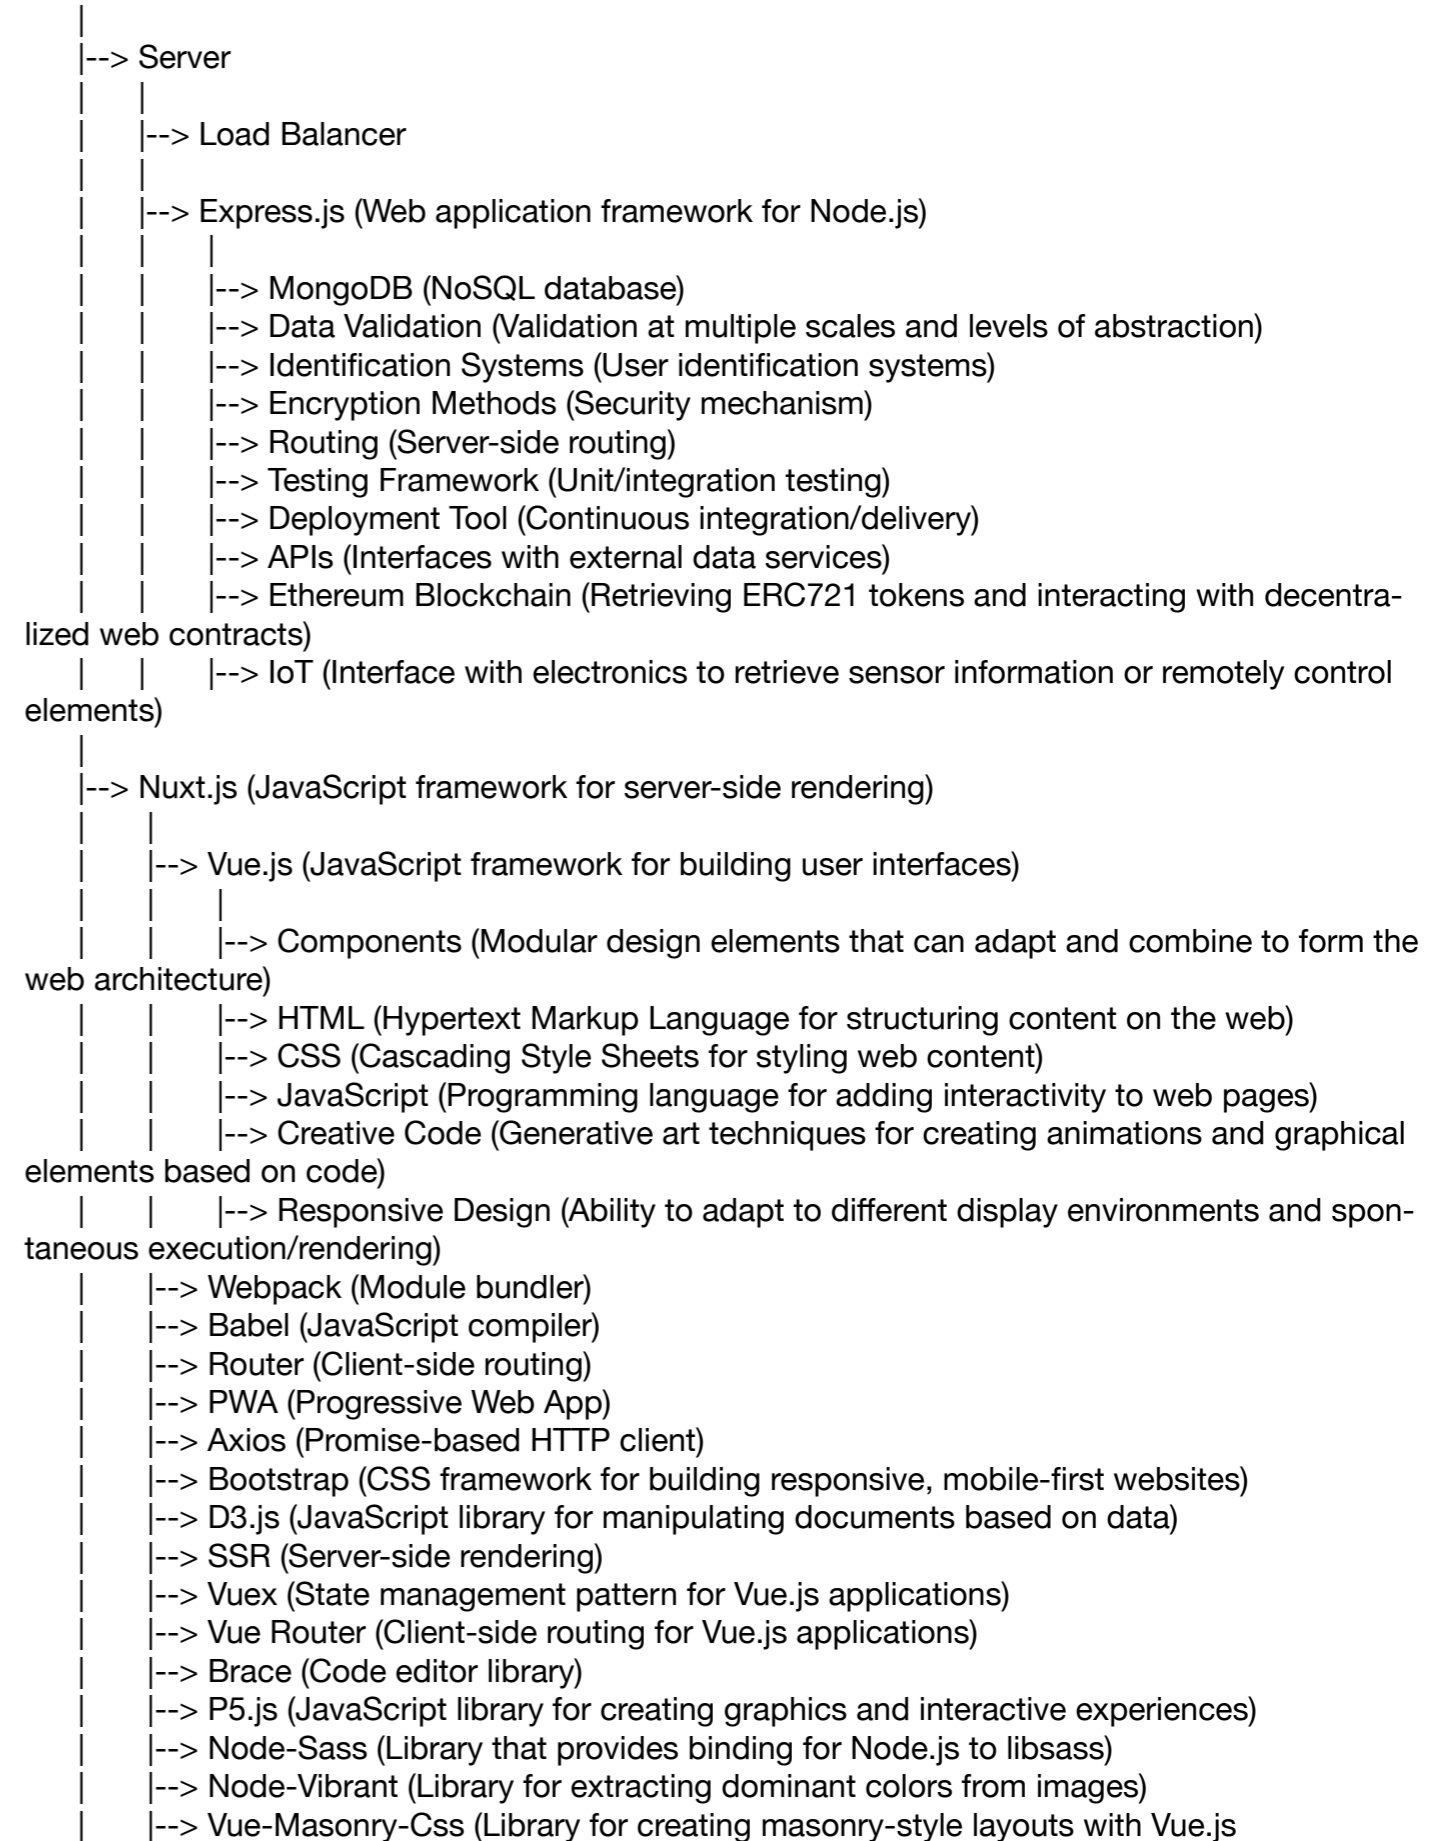 |
|--> Server
| |
| |--> Load Balancer
| |
| |--> Express.js (Web application framework for Node.js)
| | |
| | |--> MongoDB (NoSQL database)
| | |--> Data Validation (Validation at multiple scales and levels of abstraction)
| | |--> Identification Systems (User identification systems)
| | |--> Encryption Methods (Security mechanism)
| | |--> Routing (Server-side routing)
| | |--> Testing Framework (Unit/integration testing)
| | |--> Deployment Tool (Continuous integration/delivery)
| | |--> APIs (Interfaces with external data services)
| | |--> Ethereum Blockchain (Retrieving ERC721 tokens and interacting with decentra-
lized web contracts)
| | |--> IoT (Interface with electronics to retrieve sensor information or remotely control
elements)
|
|--> Nuxt.js (JavaScript framework for server-side rendering)
| |
| |--> Vue.js (JavaScript framework for building user interfaces)
| | |
| | |--> Components (Modular design elements that can adapt and combine to form the
web architecture)
| | |--> HTML (Hypertext Markup Language for structuring content on the web)
| | |--> CSS (Cascading Style Sheets for styling web content)
| | |--> JavaScript (Programming language for adding interactivity to web pages)
| | |--> Creative Code (Generative art techniques for creating animations and graphical
elements based on code)
| | |--> Responsive Design (Ability to adapt to different display environments and spon-
taneous execution/rendering)
| |--> Webpack (Module bundler)
| |--> Babel (JavaScript compiler)
| |--> Router (Client-side routing)
| |--> PWA (Progressive Web App)
| |--> Axios (Promise-based HTTP client)
| |--> Bootstrap (CSS framework for building responsive, mobile-first websites)
| |--> D3.js (JavaScript library for manipulating documents based on data)
| |--> SSR (Server-side rendering)
| |--> Vuex (State management pattern for Vue.js applications)
| |--> Vue Router (Client-side routing for Vue.js applications)
| |--> Brace (Code editor library)
| |--> P5.js (JavaScript library for creating graphics and interactive experiences)
| |--> Node-Sass (Library that provides binding for Node.js to libsass)
| |--> Node-Vibrant (Library for extracting dominant colors from images)
| |--> Vue-Masonry-Css (Library for creating masonry-style layouts with Vue.js